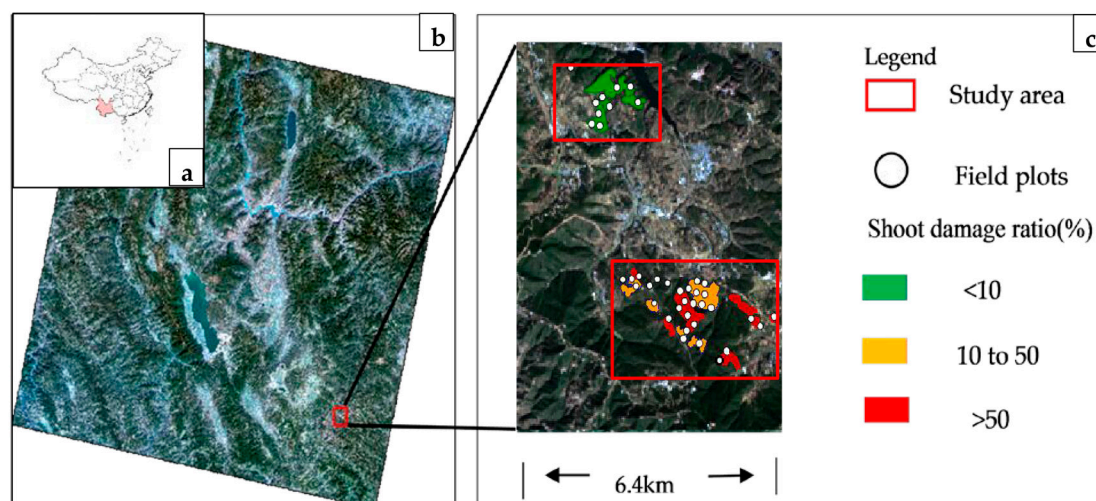 a
b
c
Legend
Study area
Field plots
Shoot damage ratio(%)
<10
10 to 50
>50
6.4km